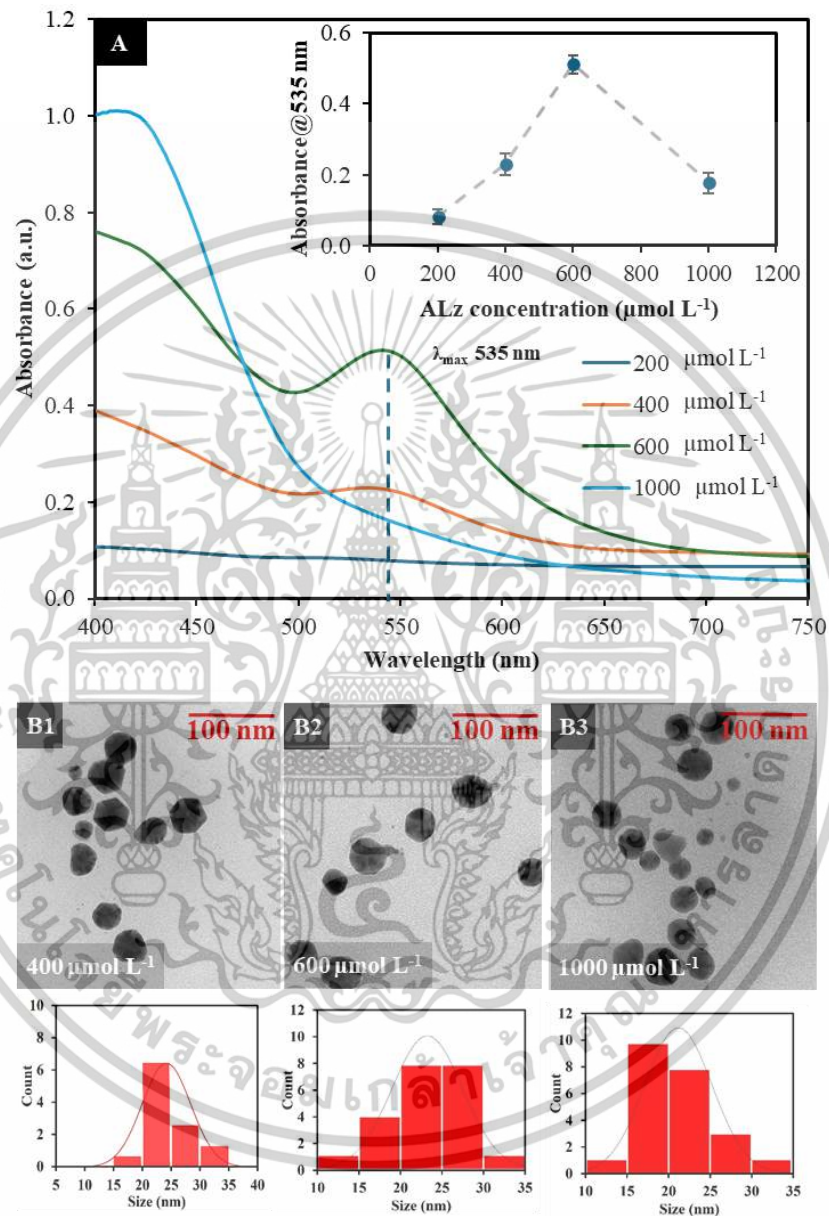 A
1.2
1.0
0.8
0.6
0.4
0.2
0.0
Absorbance (a.u.)
400 450 500 550 600 650 700 750
Wavelength (nm)
0.6
0.4
0.2
0.0
Absorbance@535 nm
0 200 400 600 800 1000 1200
ALz concentration (µmol L⁻¹)
λmax 535 nm
200 µmol L⁻¹
400 µmol L⁻¹
600 µmol L⁻¹
1000 µmol L⁻¹
B1
100 nm
400 µmol L⁻¹
B2
100 nm
600 µmol L⁻¹
B3
100 nm
1000 µmol L⁻¹
10
8
6
4
2
0
Count
5 10 15 20 25 30 35 40
Size (nm)
12
10
8
6
4
2
0
Count
10 15 20 25 30 35
Size (nm)
12
10
8
6
4
2
0
Count
10 15 20 25 30 35
Size (nm)